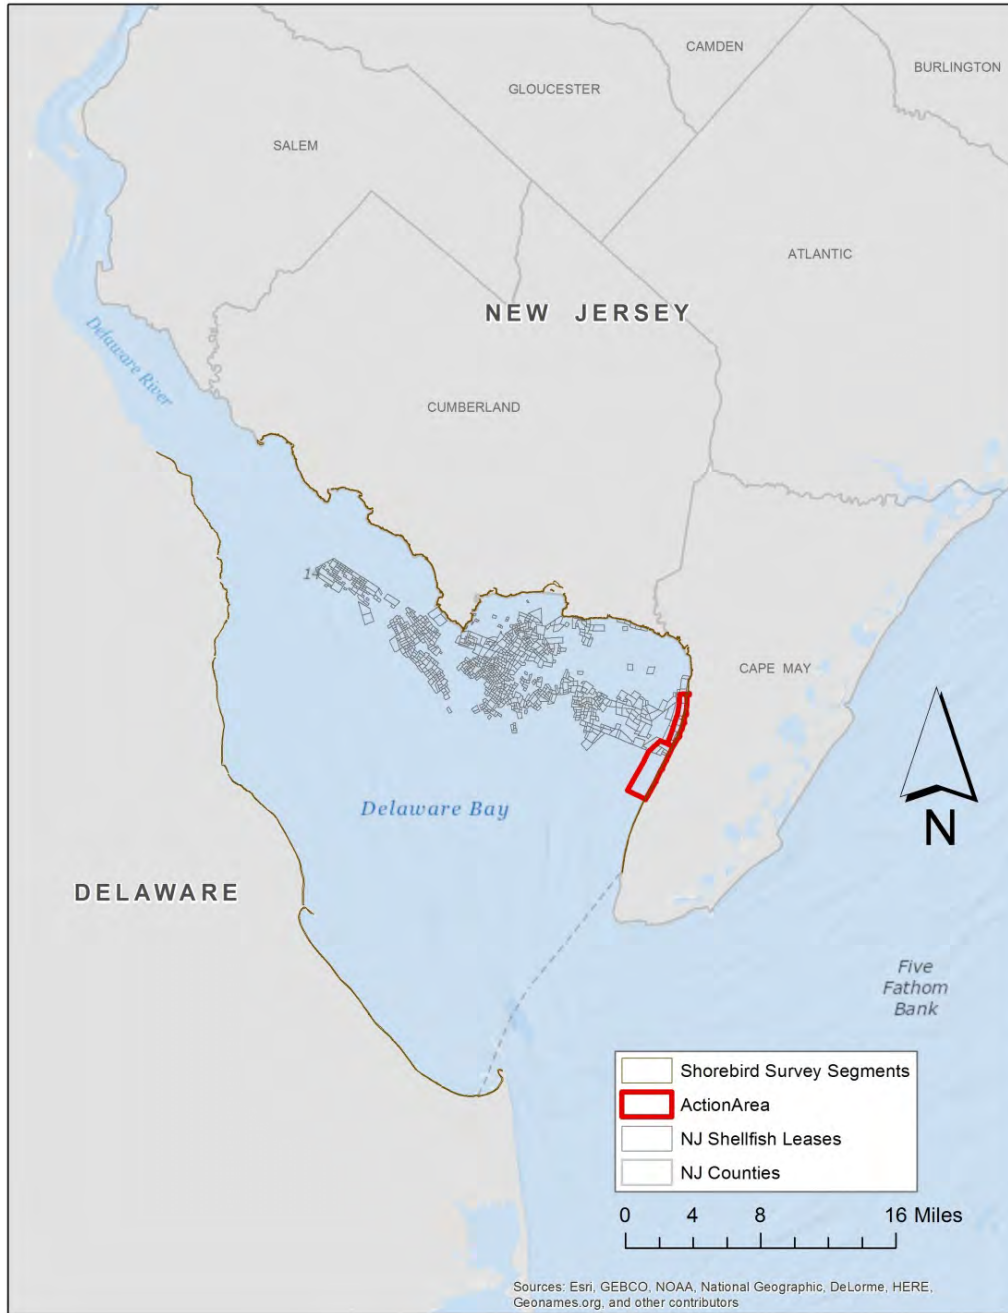 CAMDEN
BURLINGTON
GLOUCESTER
SALEM
ATLANTIC
NEW JERSEY
Delaware River
CUMBERLAND
14
CAPE MAY
Delaware Bay
N
DELAWARE
Five
Fathom
Bank
Shorebird Survey Segments
ActionArea
NJ Shellfish Leases
NJ Counties
0 4 8 16 Miles
Sources: Esri, GEBCO, NOAA, National Geographic, DeLorme, HERE,
Geonames.org, and other contributors